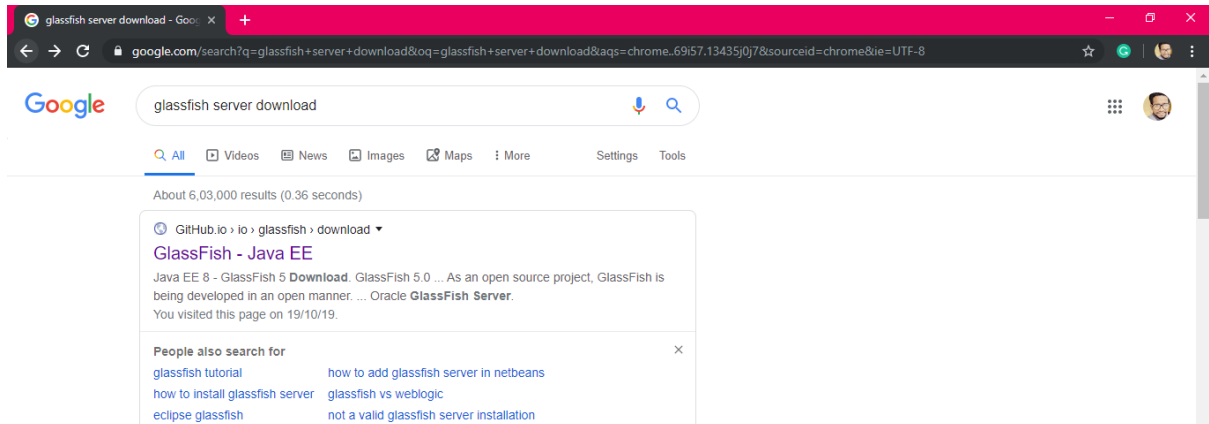 glassfish server download - Goog
google.com/search?q=glassfish+server+download&oq=glassfish+server+download&aqs=chrome..69i57.13435j0j7&sourceid=chrome&ie=UTF-8
Google
glassfish server download
All Videos News Images Maps More Settings Tools
About 6,03,000 results (0.36 seconds)
GitHub.io › io › glassfish › download
GlassFish - Java EE
Java EE 8 - GlassFish 5 Download. GlassFish 5.0 ... As an open source project, GlassFish is
being developed in an open manner. ... Oracle GlassFish Server.
You visited this page on 19/10/19.
People also search for
glassfish tutorial how to add glassfish server in netbeans
how to install glassfish server glassfish vs weblogic
eclipse glassfish not a valid glassfish server installation